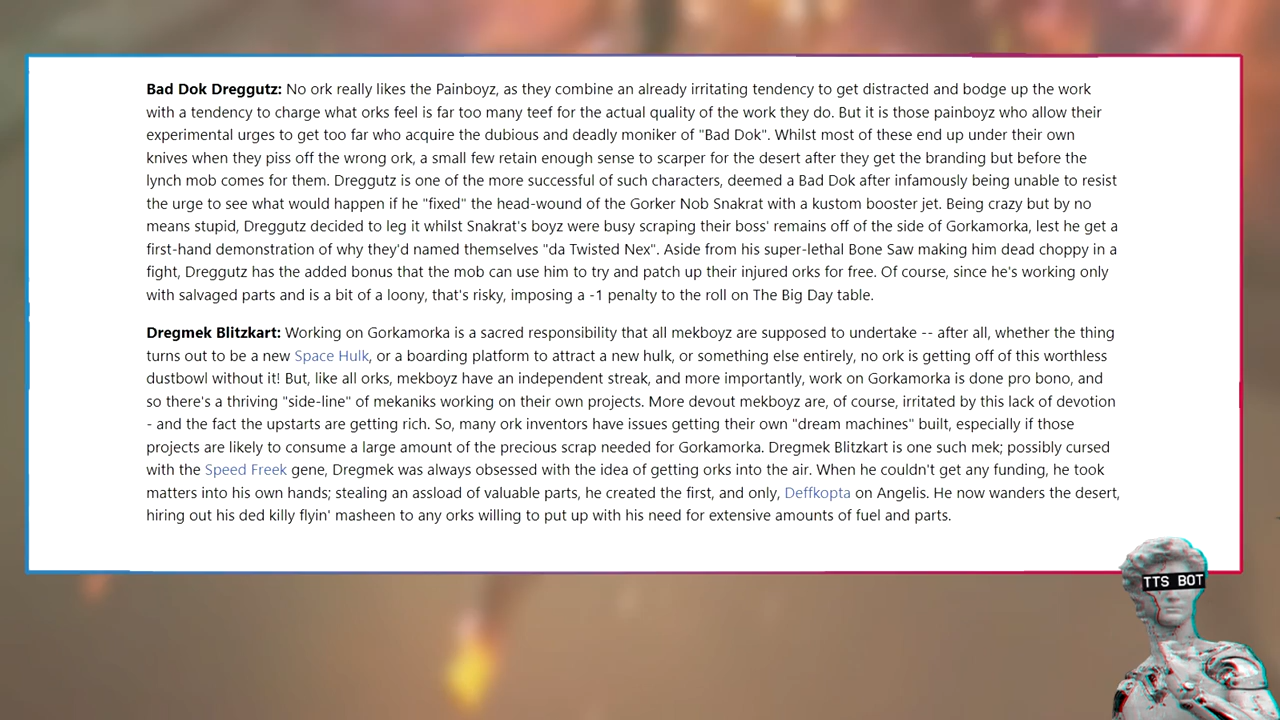 Bad Dok Dreggutz: No ork really likes the Painboyz, as they combine an already irritating tendency to get distracted and bodge up the work
with a tendency to charge what orks feel is far too many teef for the actual quality of the work they do. But it is those painboyz who allow their
experimental urges to get too far who acquire the dubious and deadly moniker of "Bad Dok". Whilst most of these end up under their own
knives when they piss off the wrong ork, a small few retain enough sense to scarper for the desert after they get the branding but before the
lynch mob comes for them. Dreggutz is one of the more successful of such characters, deemed a Bad Dok after infamously being unable to resist
the urge to see what would happen if he "fixed" the head-wound of the Gorker Nob Snakrat with a kustom booster jet. Being crazy but by no
means stupid, Dreggutz decided to leg it whilst Snakrat's boyz were busy scraping their boss' remains off of the side of Gorkamorka, lest he get a
first-hand demonstration of why they'd named themselves "da Twisted Nex". Aside from his super-lethal Bone Saw making him dead choppy in a
fight, Dreggutz has the added bonus that the mob can use him to try and patch up their injured orks for free. Of course, since he's working only
with salvaged parts and is a bit of a loony, that's risky, imposing a -1 penalty to the roll on The Big Day table.
Dregmek Blitzkart: Working on Gorkamorka is a sacred responsibility that all mekboyz are supposed to undertake -- after all, whether the thing
turns out to be a new Space Hulk, or a boarding platform to attract a new hulk, or something else entirely, no ork is getting off of this worthless
dustbowl without it! But, like all orks, mekboyz have an independent streak, and more importantly, work on Gorkamorka is done pro bono, and
so there's a thriving "side-line" of mekaniks working on their own projects. More devout mekboyz are, of course, irritated by this lack of devotion
- and the fact the upstarts are getting rich. So, many ork inventors have issues getting their own "dream machines" built, especially if those
projects are likely to consume a large amount of the precious scrap needed for Gorkamorka. Dregmek Blitzkart is one such mek; possibly cursed
with the Speed Freek gene, Dregmek was always obsessed with the idea of getting orks into the air. When he couldn't get any funding, he took
matters into his own hands; stealing an assload of valuable parts, he created the first, and only, Deffkopta on Angelis. He now wanders the desert,
hiring out his ded killy flyin' masheen to any orks willing to put up with his need for extensive amounts of fuel and parts.
TTS BOT